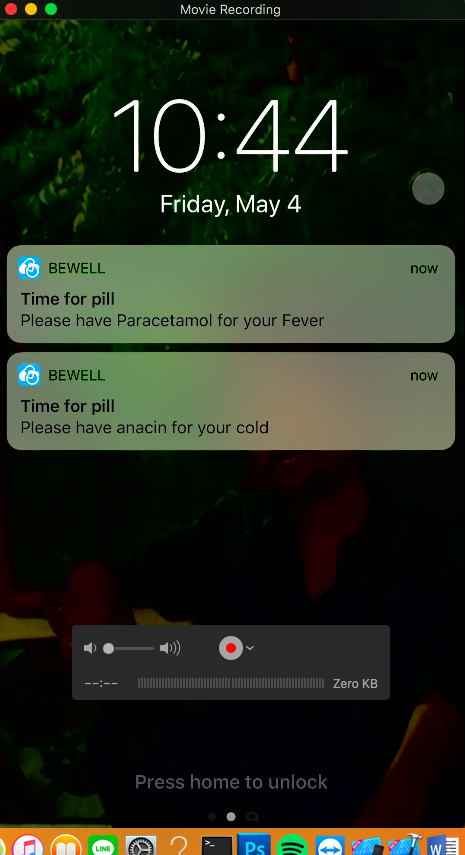 Movie Recording
10:44
Friday, May 4
BEWELL now
Time for pill
Please have Paracetamol for your Fever
BEWELL now
Time for pill
Please have anacin for your cold
--:-- Zero KB
Press home to unlock
LINE
>_
Ps
W